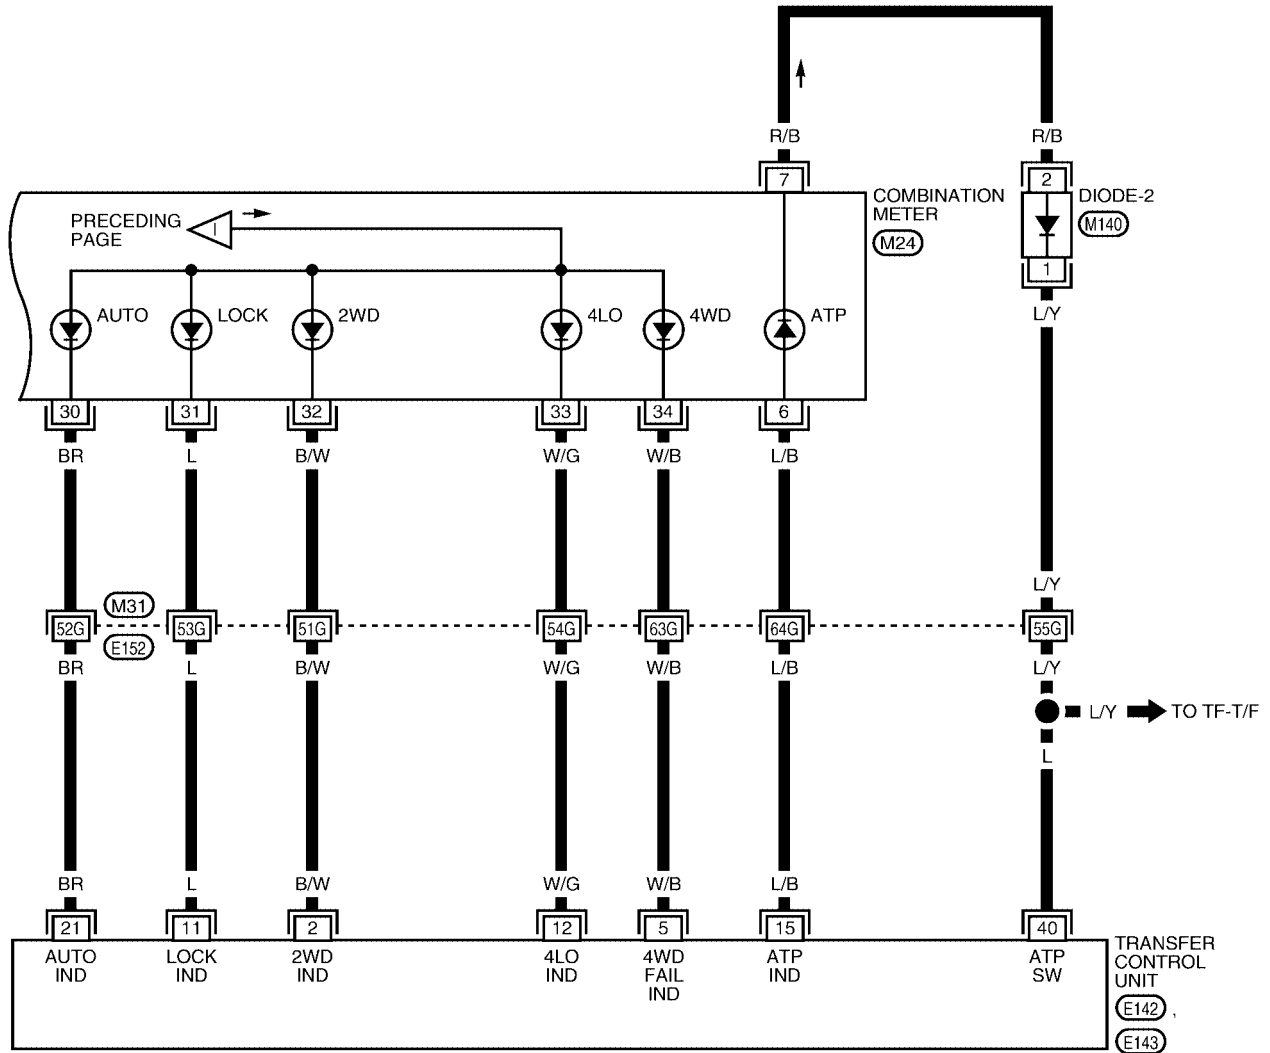 R/B R/B
7 2
COMBINATION
METER
M24
DIODE-2
M140
PRECEDING
PAGE
I
1
AUTO LOCK 2WD 4LO 4WD ATP
L/Y
30 31 32 33 34 6
BR L B/W W/G W/B L/B
L/Y
M31
52G 53G 51G 54G 63G 64G 55G
E152
BR L B/W W/G W/B L/B L/Y
L/Y TO TF-T/F
L
BR L B/W W/G W/B L/B
21 11 2 12 5 15 40
AUTO
IND
LOCK
IND
2WD
IND
4LO
IND
4WD
FAIL
IND
ATP
IND
ATP
SW
TRANSFER
CONTROL
UNIT
E142 ,
E143